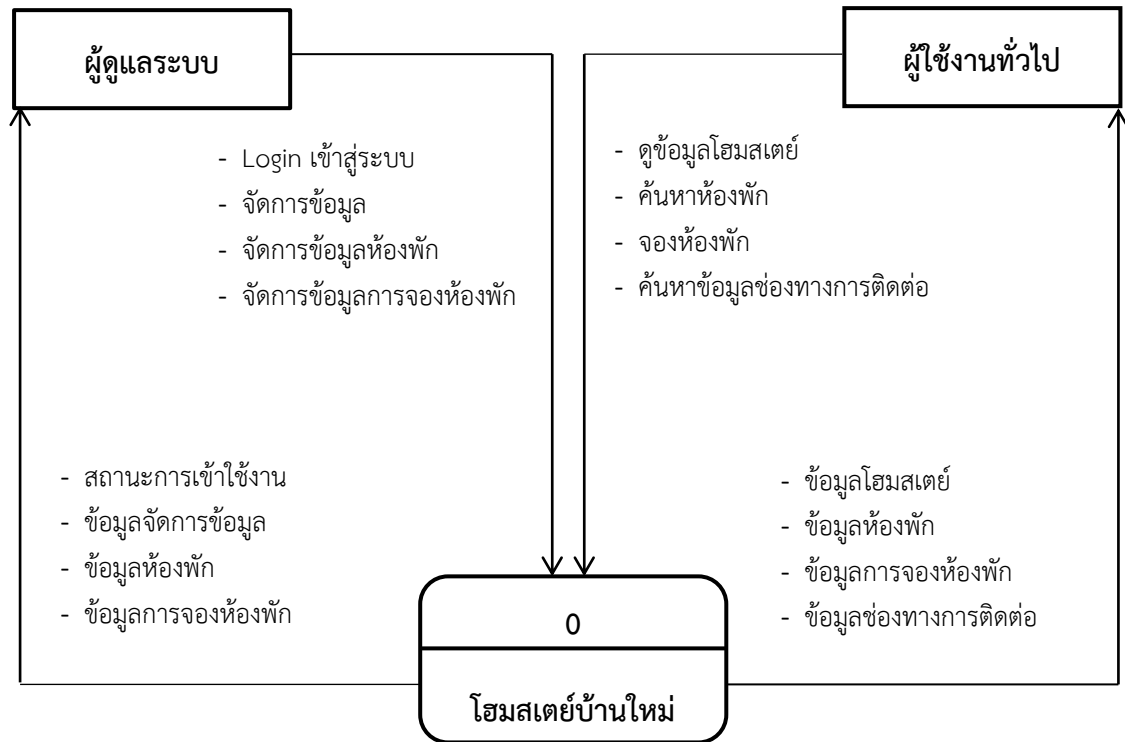 ผู้ดูแลระบบ
ผู้ใช้งานทั่วไป
- Login เข้าสู่ระบบ
- จัดการข้อมูล
- จัดการข้อมูลห้องพัก
- จัดการข้อมูลการจองห้องพัก
- ดูข้อมูลโฮมสเตย์
- ค้นหาห้องพัก
- จองห้องพัก
- ค้นหาข้อมูลช่องทางการติดต่อ
- สถานะการเข้าใช้งาน
- ข้อมูลจัดการข้อมูล
- ข้อมูลห้องพัก
- ข้อมูลการจองห้องพัก
- ข้อมูลโฮมสเตย์
- ข้อมูลห้องพัก
- ข้อมูลการจองห้องพัก
- ข้อมูลช่องทางการติดต่อ
0
โฮมสเตย์บ้านใหม่